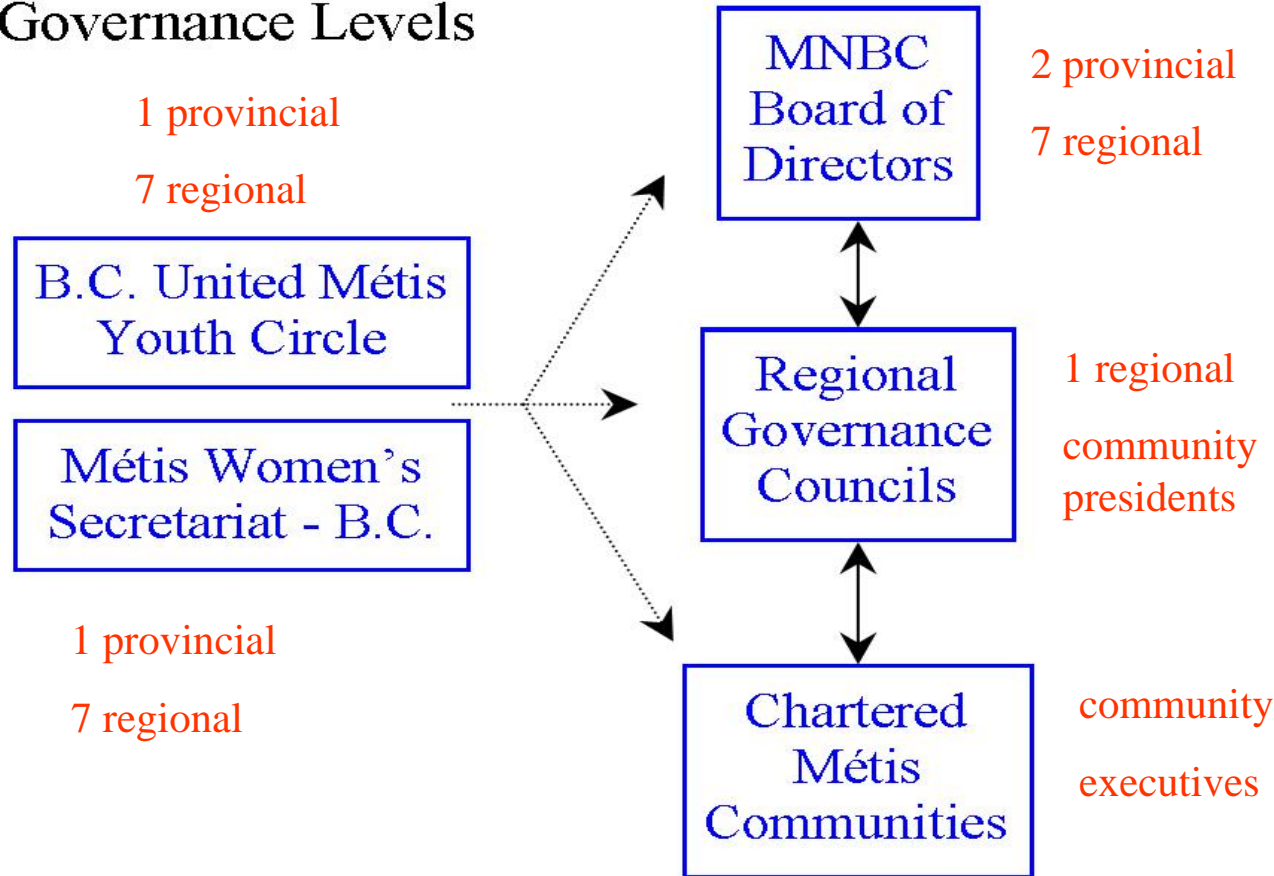 Governance Levels
1 provincial
7 regional
B.C. United Métis
Youth Circle
Métis Women’s
Secretariat - B.C.
1 provincial
7 regional
MNBC
Board of
Directors
2 provincial
7 regional
Regional
Governance
Councils
1 regional
community
presidents
Chartered
Métis
Communities
community
executives